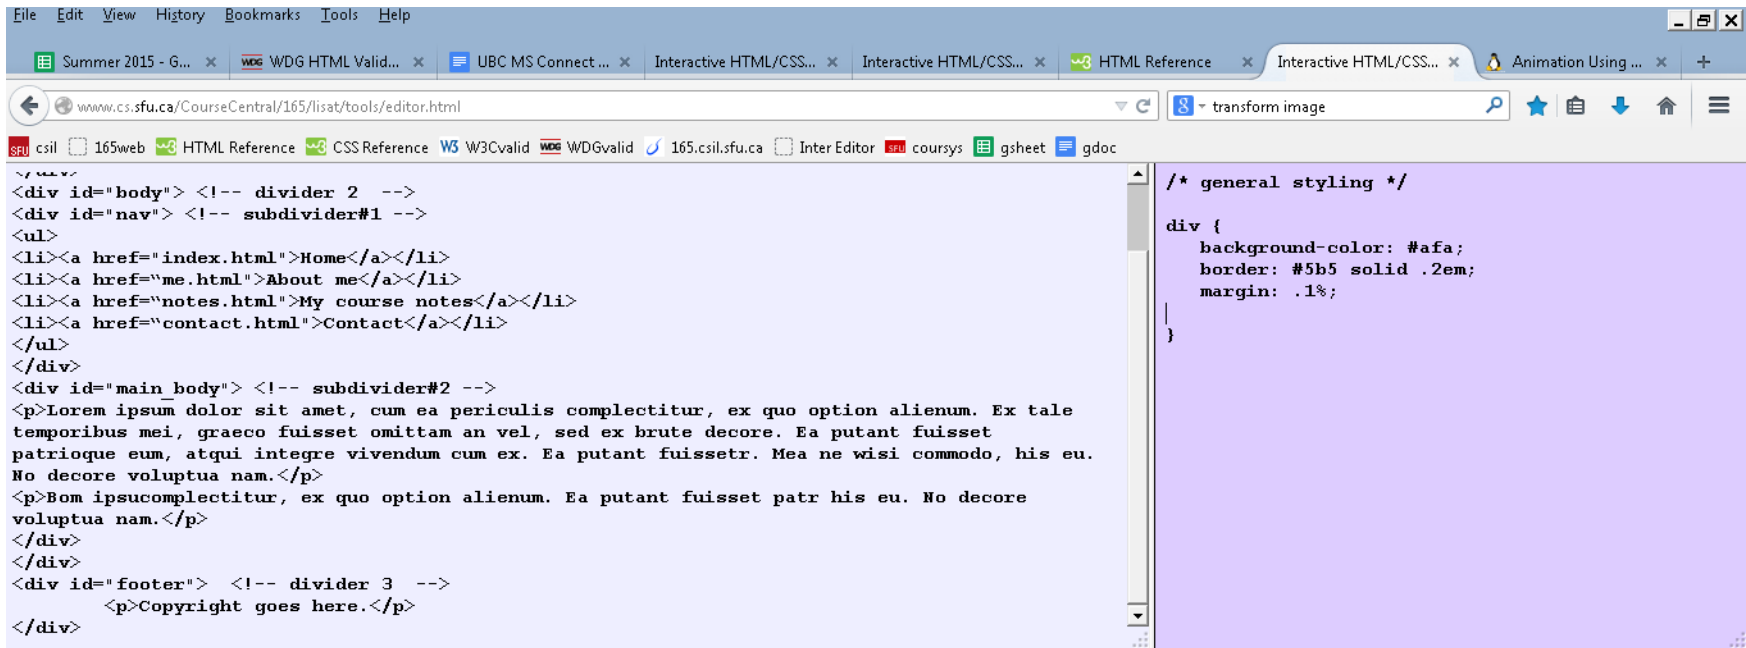 File Edit View History Bookmarks Tools Help
Summer 2015 - G... WDG HTML Valid... UBC MS Connect ... Interactive HTML/CSS... Interactive HTML/CSS... HTML Reference Interactive HTML/CSS... Animation Using ...
www.cs.sfu.ca/CourseCentral/165/lisat/tools/editor.html transform image
SFU csil 165web HTML Reference CSS Reference W3Cvalid WDGvalid 165.csil.sfu.ca Inter Editor coursys gsheet gdoc
</div>
<div id="body"> <!-- divider 2  -->
<div id="nav"> <!-- subdivider#1 -->
<ul>
<li><a href="index.html">Home</a></li>
<li><a href=“me.html">About me</a></li>
<li><a href=“notes.html">My course notes</a></li>
<li><a href=“contact.html">Contact</a></li>
</ul>
</div>
<div id="main_body"> <!-- subdivider#2 -->
<p>Lorem ipsum dolor sit amet, cum ea periculis complectitur, ex quo option alienum. Ex tale
temporibus mei, graeco fuisset omittam an vel, sed ex brute decore. Ea putant fuisset
patrioque eum, atqui integre vivendum cum ex. Ea putant fuissetr. Mea ne wisi commodo, his eu.
No decore voluptua nam.</p>
<p>Bom ipsucomplectitur, ex quo option alienum. Ea putant fuisset patr his eu. No decore
voluptua nam.</p>
</div>
</div>
<div id="footer">  <!-- divider 3  -->
<p>Copyright goes here.</p>
</div>
/* general styling */
div {
background-color: #afa;
border: #5b5 solid .2em;
margin: .1%;
}